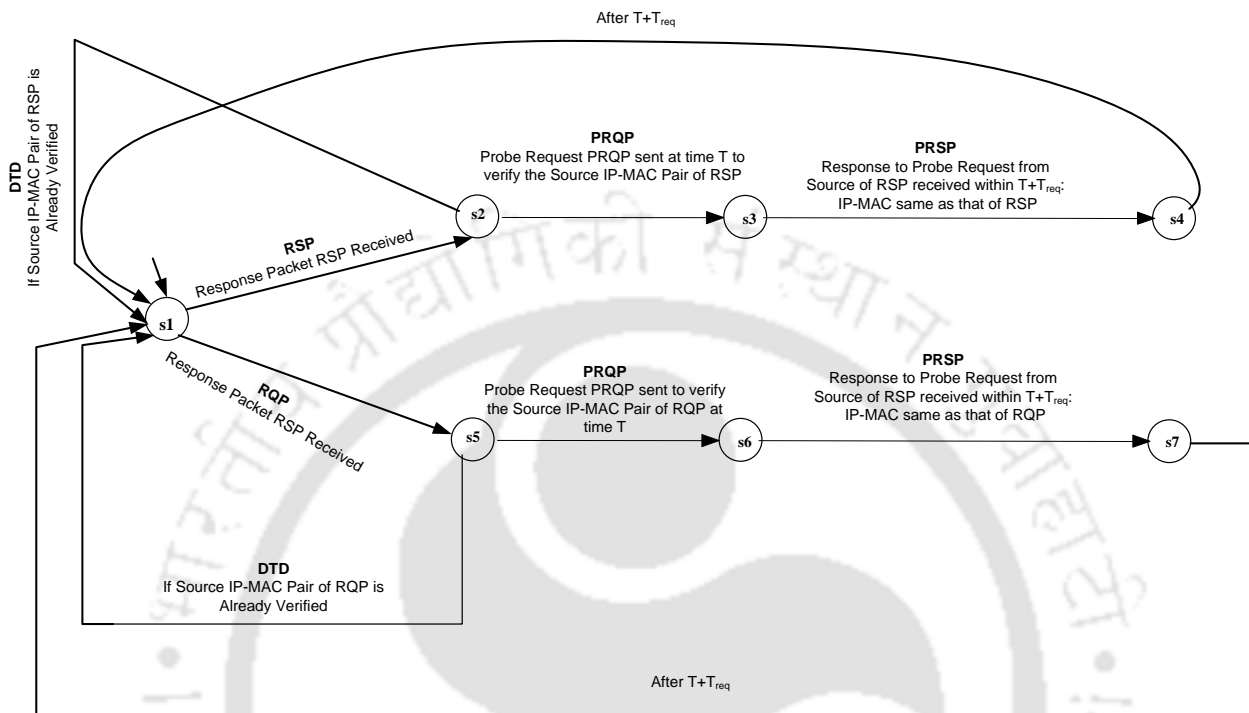 After T+Treq
DTD
If Source IP-MAC Pair of RSP is
Already Verified
PRQP
Probe Request PRQP sent at time T to
verify the Source IP-MAC Pair of RSP
PRSP
Response to Probe Request from
Source of RSP received within T+Treq:
IP-MAC same as that of RSP
s2
s3
s4
RSP
Response Packet RSP Received
s1
RQP
Response Packet RSP Received
PRQP
Probe Request PRQP sent to verify
the Source IP-MAC Pair of RQP at
time T
PRSP
Response to Probe Request from
Source of RSP received within T+Treq:
IP-MAC same as that of RQP
s5
s6
s7
DTD
If Source IP-MAC Pair of RQP is
Already Verified
After T+Treq
भारतीय प्रौद्योगिकी संस्थान गुवाहाटी